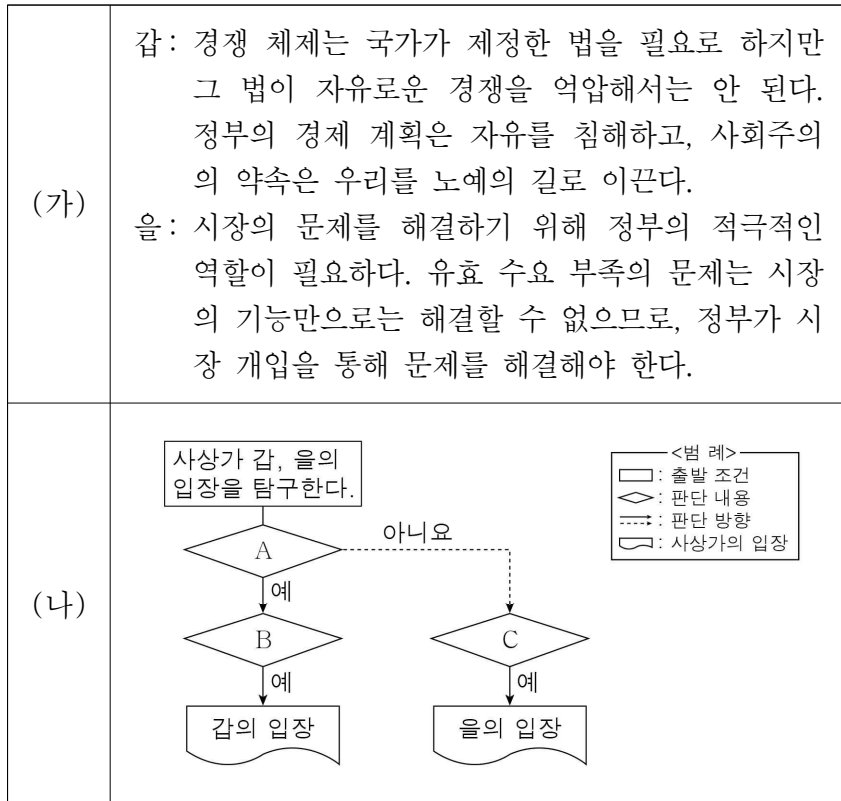 (가)
갑: 경쟁 체제는 국가가 제정한 법을 필요로 하지만
그 법이 자유로운 경쟁을 억압해서는 안 된다.
정부의 경제 계획은 자유를 침해하고, 사회주의
의 약속은 우리를 노예의 길로 이끈다.
을: 시장의 문제를 해결하기 위해 정부의 적극적인
역할이 필요하다. 유효 수요 부족의 문제는 시장
의 기능만으로는 해결할 수 없으므로, 정부가 시
장 개입을 통해 문제를 해결해야 한다.
(나)
사상가 갑, 을의
입장을 탐구한다.
<범 례>
: 출발 조건
: 판단 내용
: 판단 방향
: 사상가의 입장
A
아니요
예
B
C
예
예
갑의 입장
을의 입장